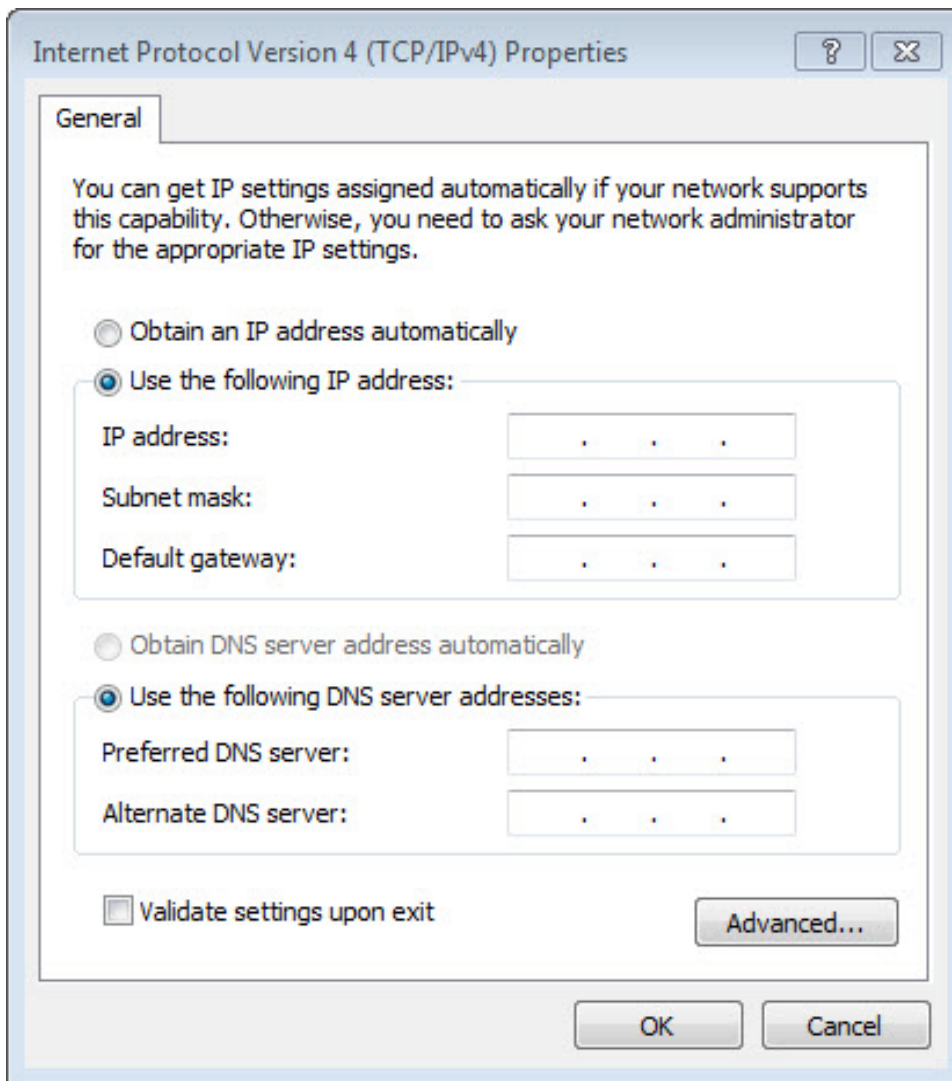 Internet Protocol Version 4 (TCP/IPv4) Properties
General
You can get IP settings assigned automatically if your network supports
this capability. Otherwise, you need to ask your network administrator
for the appropriate IP settings.
Obtain an IP address automatically
Use the following IP address:
IP address: . . .
Subnet mask: . . .
Default gateway: . . .
Obtain DNS server address automatically
Use the following DNS server addresses:
Preferred DNS server: . . .
Alternate DNS server: . . .
Validate settings upon exit
Advanced...
OK Cancel